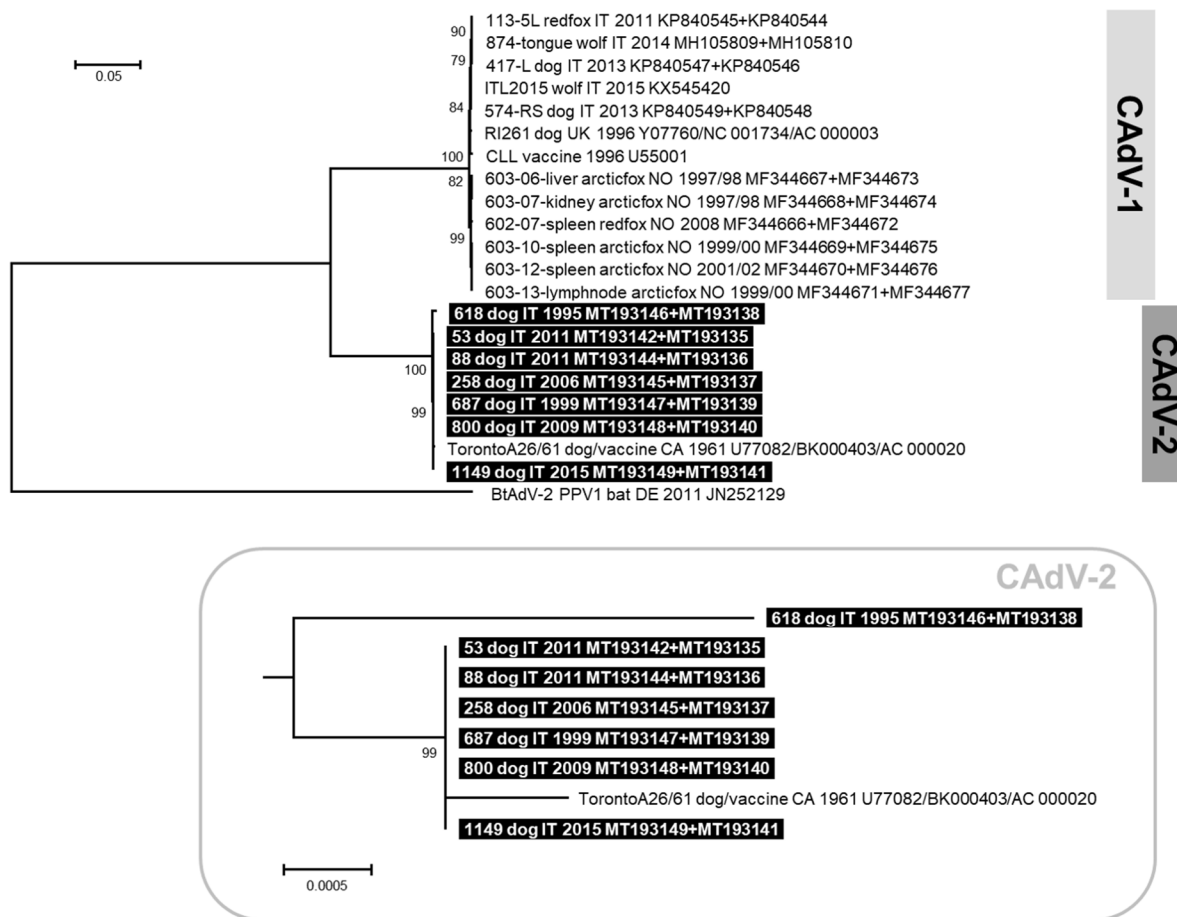 113-5L redfox IT 2011 KP840545+KP840544
90
874-tongue wolf IT 2014 MH105809+MH105810
79
417-L dog IT 2013 KP840547+KP840546
0.05
ITL2015 wolf IT 2015 KX545420
84
574-RS dog IT 2013 KP840549+KP840548
RI261 dog UK 1996 Y07760/NC 001734/AC 000003
100
CLL vaccine 1996 U55001
82
603-06-liver arcticfox NO 1997/98 MF344667+MF344673
603-07-kidney arcticfox NO 1997/98 MF344668+MF344674
602-07-spleen redfox NO 2008 MF344666+MF344672
99
603-10-spleen arcticfox NO 1999/00 MF344669+MF344675
603-12-spleen arcticfox NO 2001/02 MF344670+MF344676
603-13-lymphnode arcticfox NO 1999/00 MF344671+MF344677
CAdV-1
618 dog IT 1995 MT193146+MT193138
53 dog IT 2011 MT193142+MT193135
88 dog IT 2011 MT193144+MT193136
100
258 dog IT 2006 MT193145+MT193137
687 dog IT 1999 MT193147+MT193139
99
800 dog IT 2009 MT193148+MT193140
TorontoA26/61 dog/vaccine CA 1961 U77082/BK000403/AC 000020
1149 dog IT 2015 MT193149+MT193141
CAdV-2
BtAdV-2 PPV1 bat DE 2011 JN252129
CAdV-2
618 dog IT 1995 MT193146+MT193138
53 dog IT 2011 MT193142+MT193135
88 dog IT 2011 MT193144+MT193136
258 dog IT 2006 MT193145+MT193137
687 dog IT 1999 MT193147+MT193139
99
800 dog IT 2009 MT193148+MT193140
TorontoA26/61 dog/vaccine CA 1961 U77082/BK000403/AC 000020
1149 dog IT 2015 MT193149+MT193141
0.0005